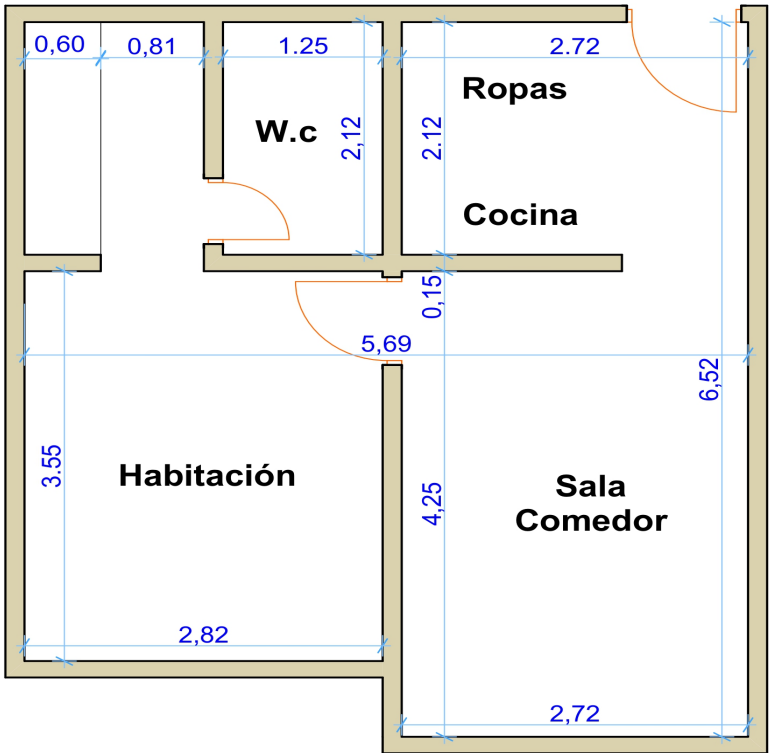 0,60
0,81
1.25
2.72
Ropas
W.c
2,12
2.12
Cocina
0,15
5,69
6,52
3.55
Habitación
4,25
Sala
Comedor
2,82
2,72